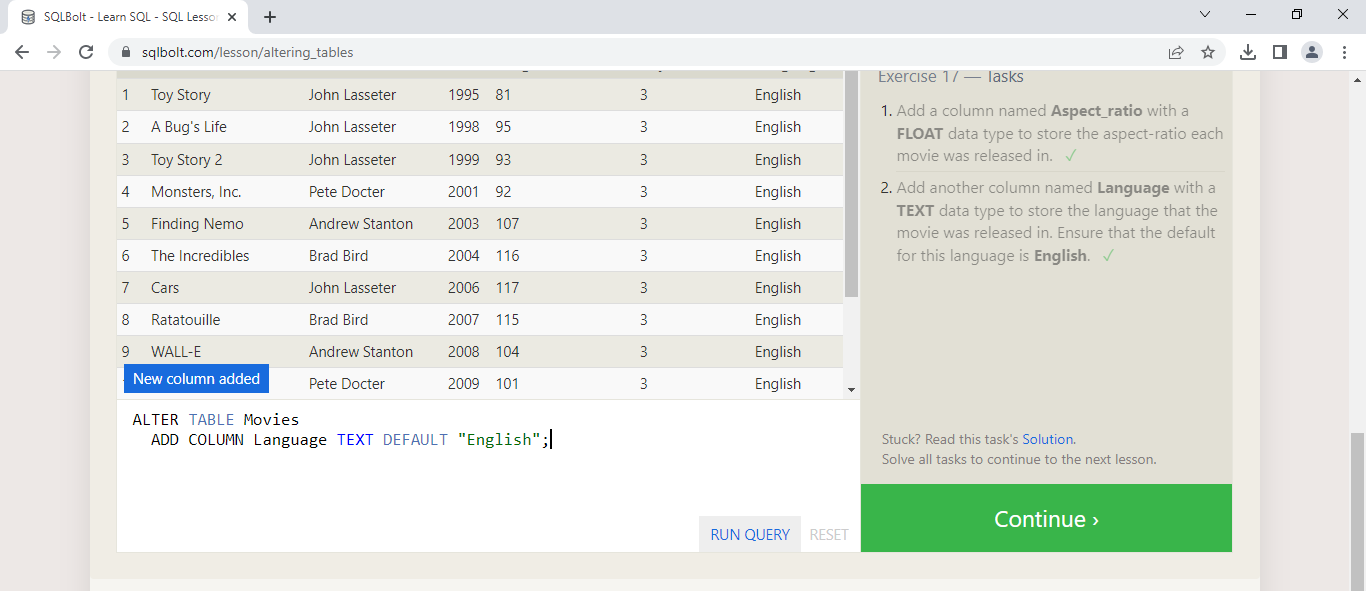 SQLBolt - Learn SQL - SQL Lesson
sqlbolt.com/lesson/altering_tables
1 Toy Story John Lasseter 1995 81 3 English
2 A Bug's Life John Lasseter 1998 95 3 English
3 Toy Story 2 John Lasseter 1999 93 3 English
4 Monsters, Inc. Pete Docter 2001 92 3 English
5 Finding Nemo Andrew Stanton 2003 107 3 English
6 The Incredibles Brad Bird 2004 116 3 English
7 Cars John Lasseter 2006 117 3 English
8 Ratatouille Brad Bird 2007 115 3 English
9 WALL-E Andrew Stanton 2008 104 3 English
Pete Docter 2009 101 3 English
New column added
ALTER TABLE Movies
ADD COLUMN Language TEXT DEFAULT "English";
RUN QUERY RESET
Exercise 17 — Tasks
1. Add a column named Aspect_ratio with a
FLOAT data type to store the aspect-ratio each
movie was released in. ✓
2. Add another column named Language with a
TEXT data type to store the language that the
movie was released in. Ensure that the default
for this language is English. ✓
Stuck? Read this task's Solution.
Solve all tasks to continue to the next lesson.
Continue ›